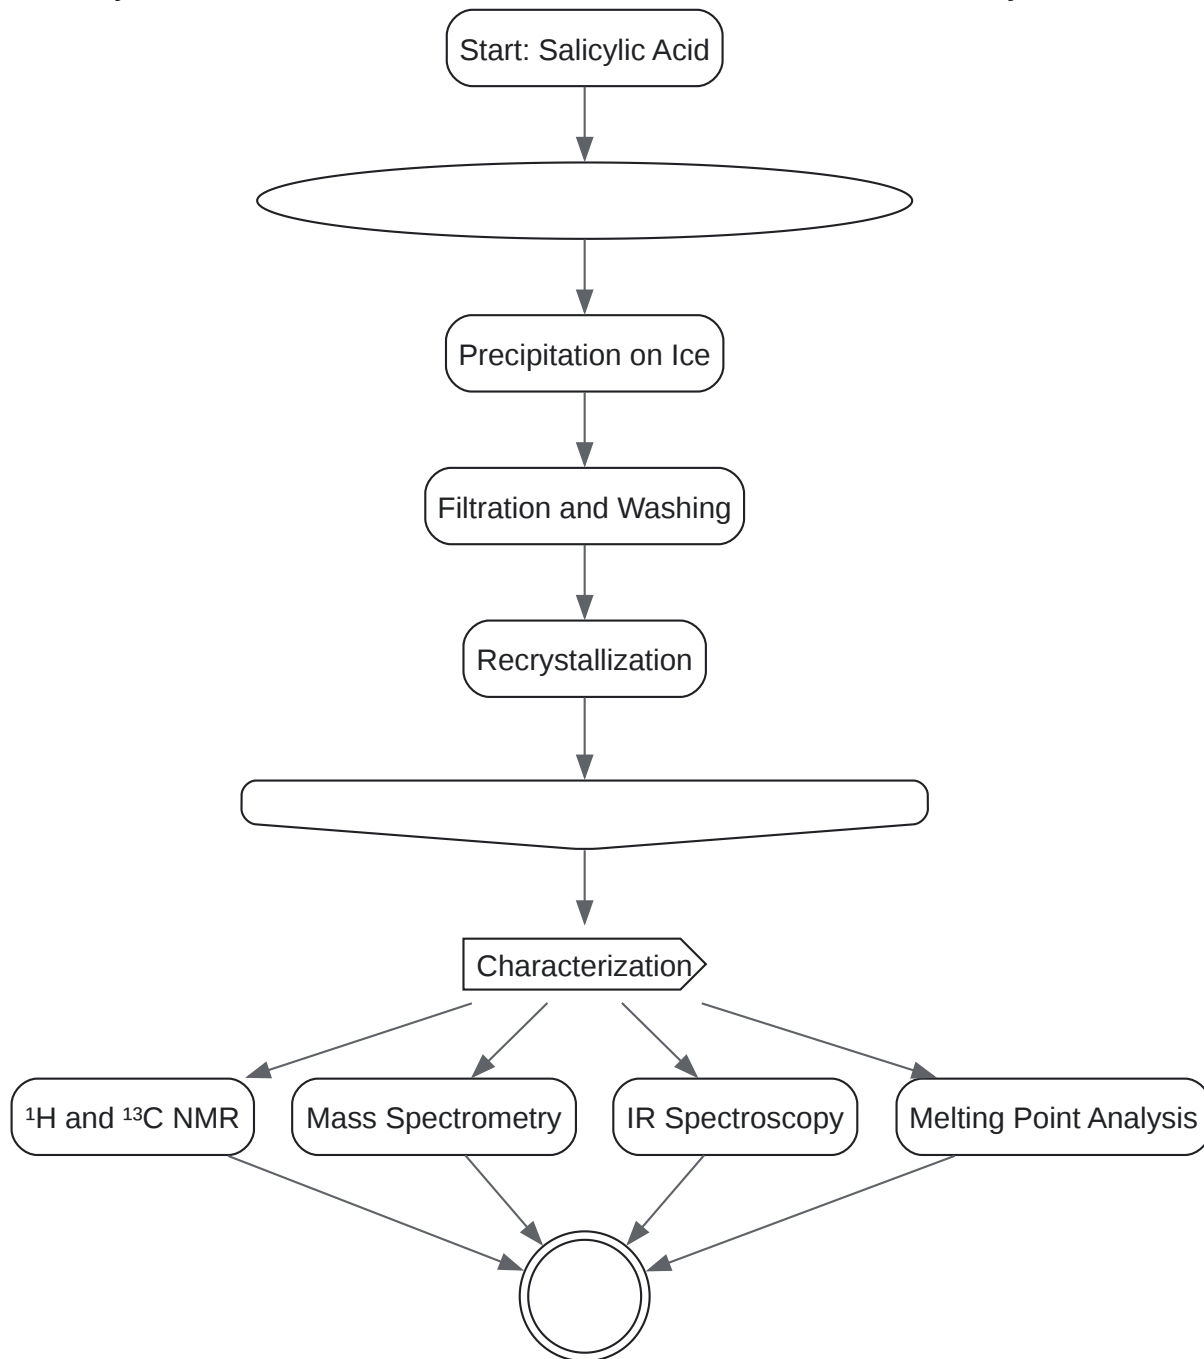 Start: Salicylic Acid
Precipitation on Ice
Filtration and Washing
Recrystallization
Characterization
¹H and ¹³C NMR
Mass Spectrometry
IR Spectroscopy
Melting Point Analysis